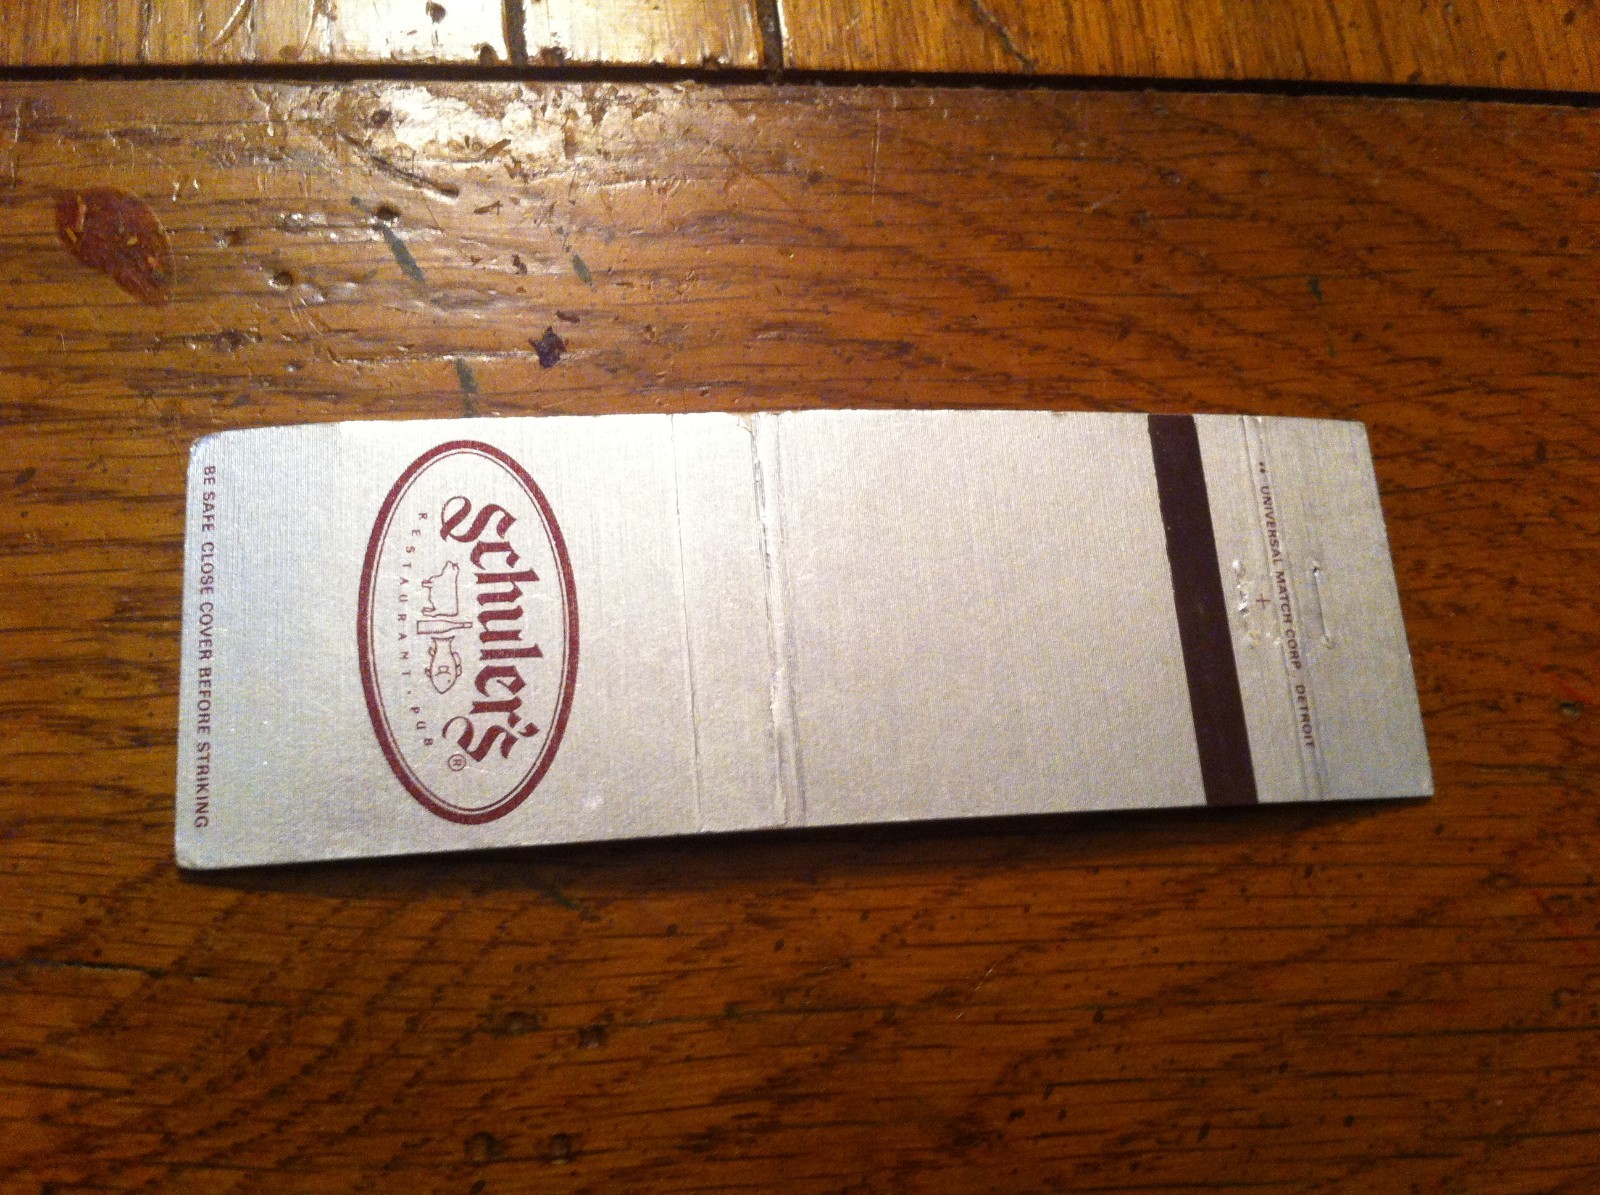 BE SAFE CLOSE COVER BEFORE STRIKING
Schuler's®
RESTAURANT • PUB
UNIVERSAL MATCH CORP. DETROIT